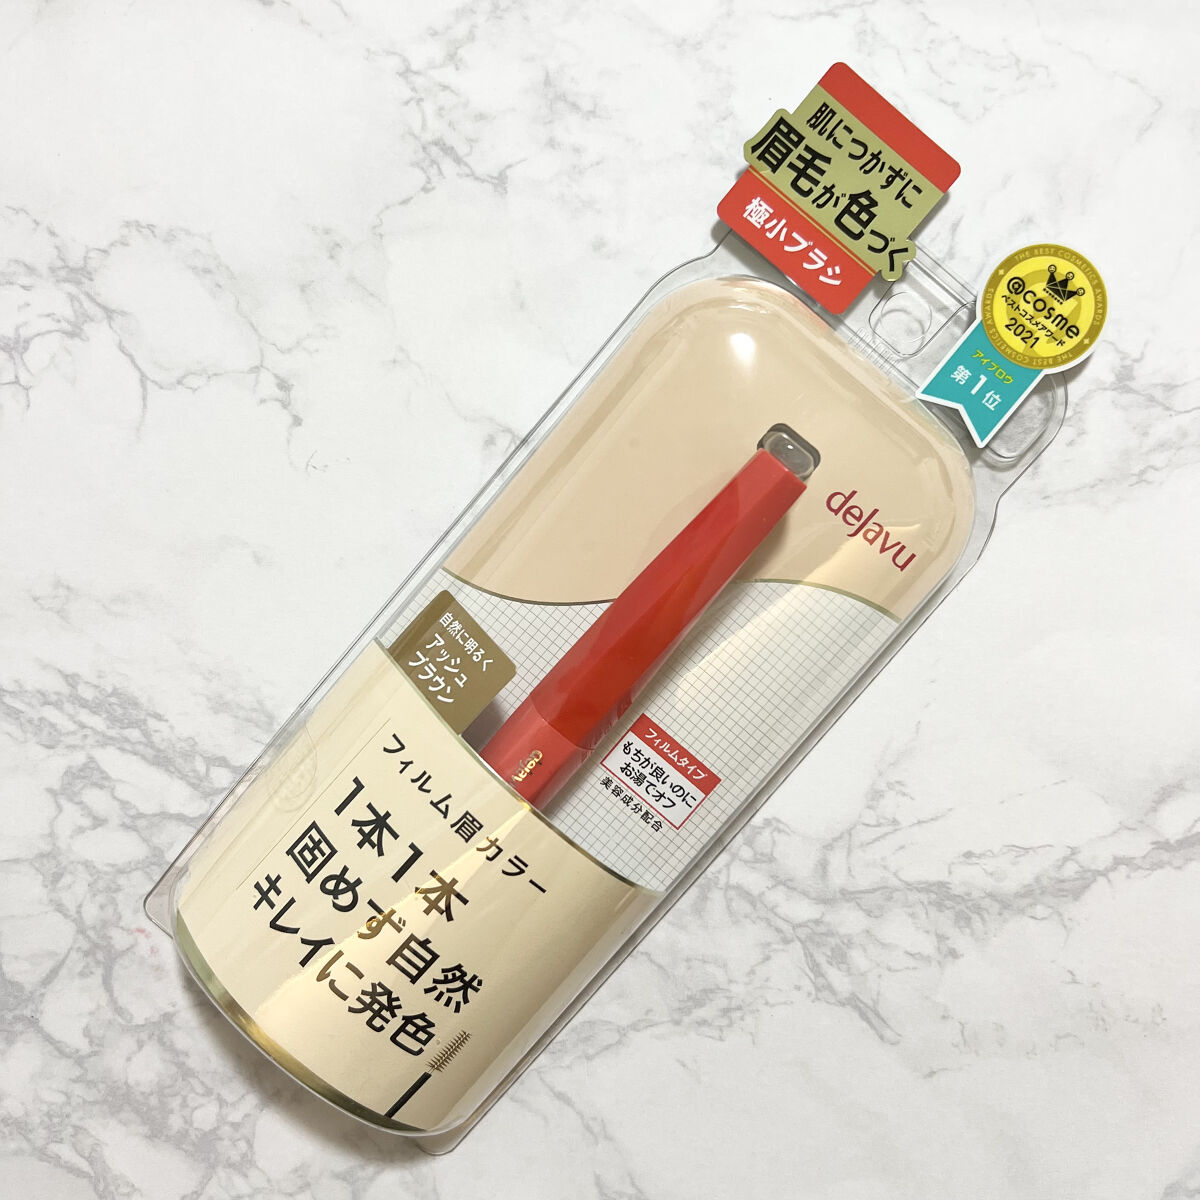 肌につかずに
眉毛が色づく
極小ブラシ
THE BEST COSMETICS AWARDS
@cosme
ベストコスメアワード
2021
THE BEST COSMETICS AWARDS
アイブロウ
第1位
dejavu
自然に明るく
アッシュ
ブラウン
フィルムタイプ
もちが良いのに
お湯でオフ
美容成分配合
フィルム眉カラー
1本1本
固めず自然
キレイに発色